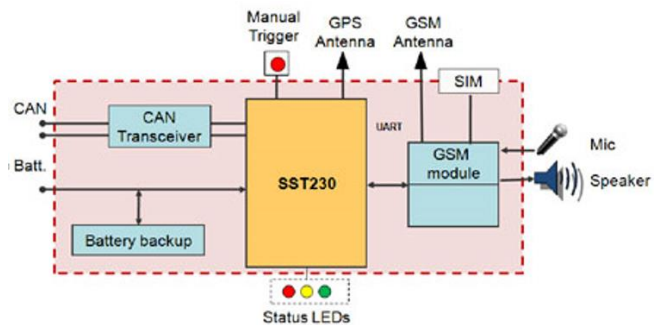 Manual
Trigger
GPS
Antenna
GSM
Antenna
SIM
CAN
CAN
Transceiver
UART
Mic
GSM
module
Batt.
SST230
Speaker
Battery backup
Status LEDs